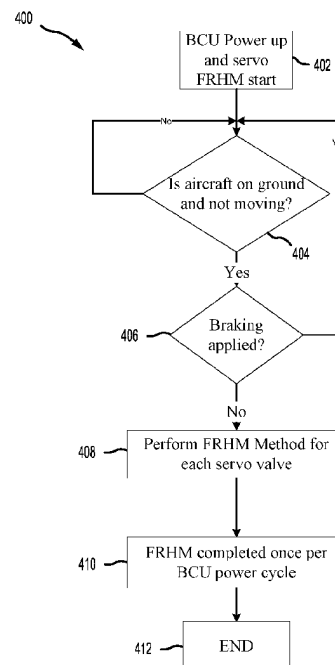 400
BCU Power up
and servo
FRHM start
402
No
Is aircraft on ground
and not moving?
404
Yes
406
Braking
applied?
No
408
Perform FRHM Method for
each servo valve
410
FRHM completed once per
BCU power cycle
412
END